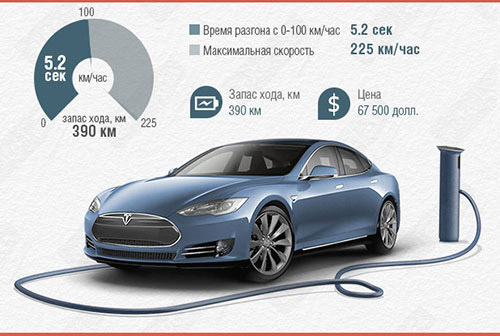 100
5.2
сек
км/час
0
225
запас хода, км
390 км
Время разгона с 0-100 км/час 5.2 сек
Максимальная скорость 225 км/час
Запас хода, км
390 км
$
Цена
67 500 долл.